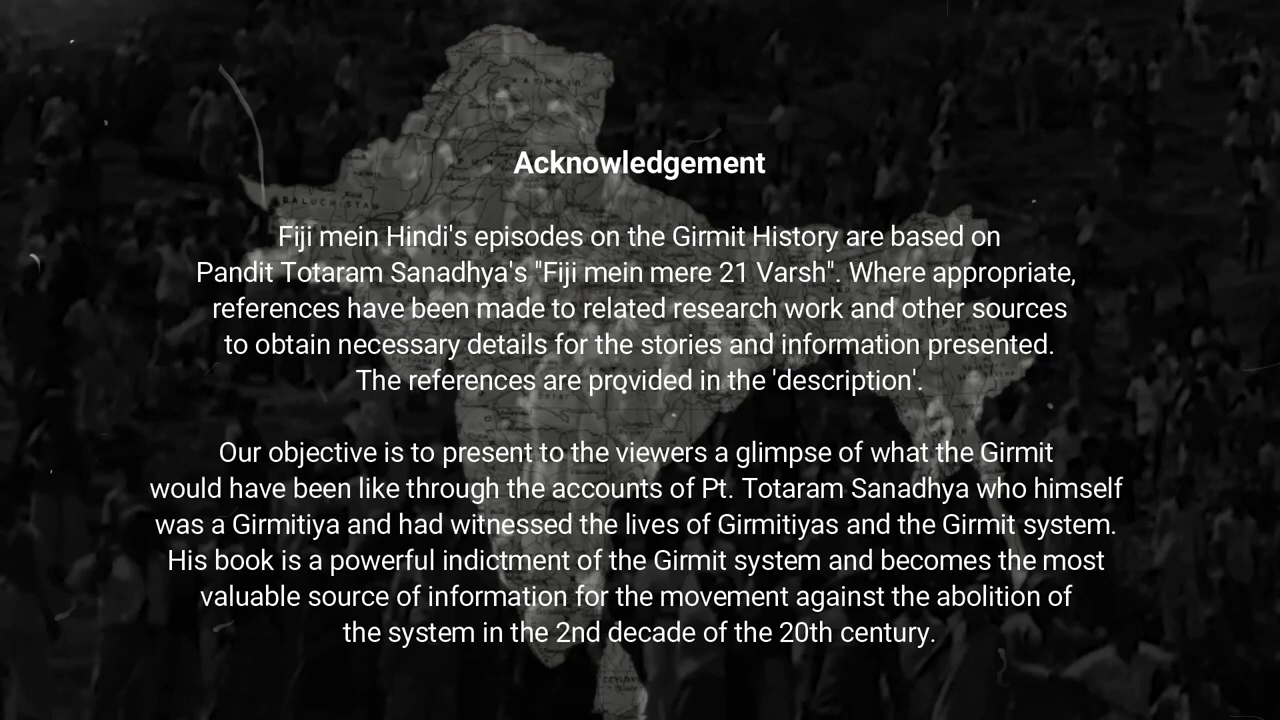 Acknowledgement
Fiji mein Hindi's episodes on the Girmit History are based on
Pandit Totaram Sanadhya's "Fiji mein mere 21 Varsh". Where appropriate,
references have been made to related research work and other sources
to obtain necessary details for the stories and information presented.
The references are provided in the 'description'.
Our objective is to present to the viewers a glimpse of what the Girmit
would have been like through the accounts of Pt. Totaram Sanadhya who himself
was a Girmitiya and had witnessed the lives of Girmitiyas and the Girmit system.
His book is a powerful indictment of the Girmit system and becomes the most
valuable source of information for the movement against the abolition of
the system in the 2nd decade of the 20th century.
KASHMIR
BALUCHISTAN
CEYLON